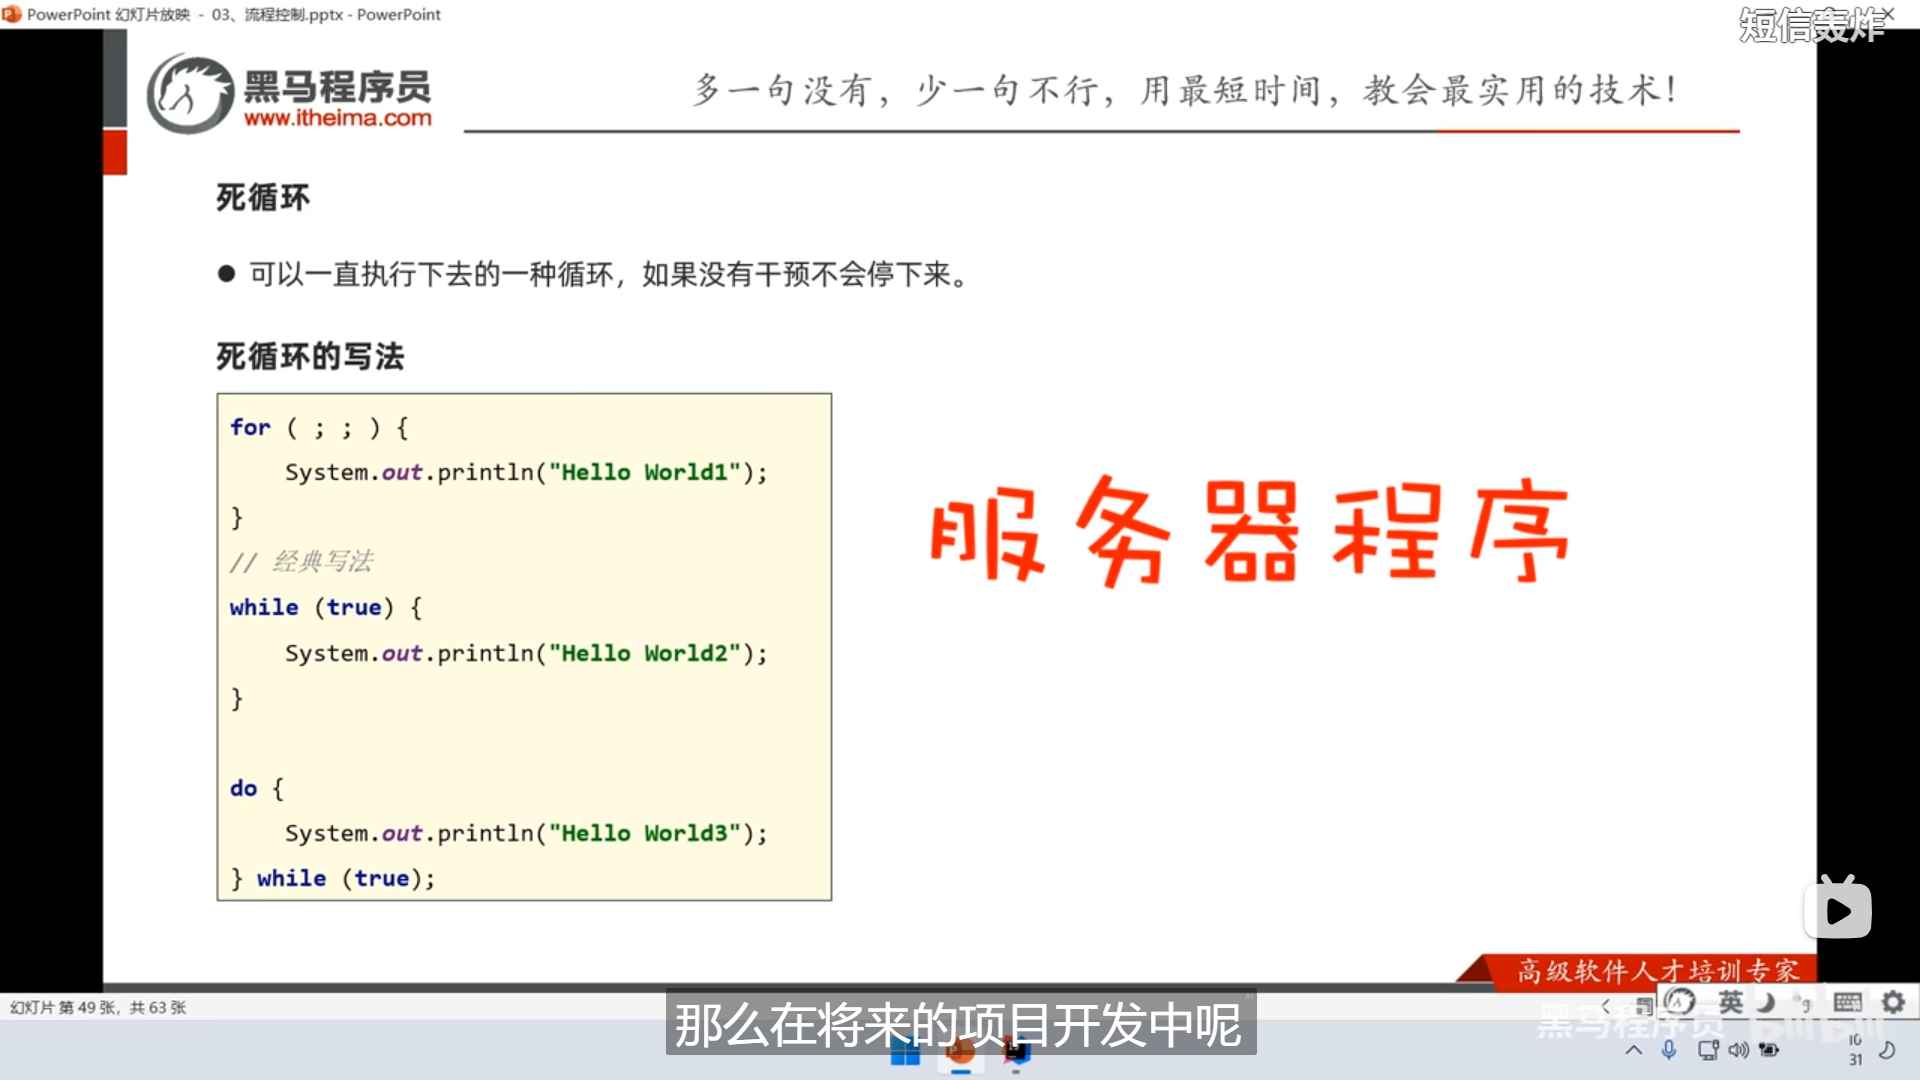 PowerPoint 幻灯片放映 - 03、流程控制.pptx - PowerPoint
短信轰炸
黑马程序员
www.itheima.com
多一句没有，少一句不行，用最短时间，教会最实用的技术！
死循环
● 可以一直执行下去的一种循环，如果没有干预不会停下来。
死循环的写法
for ( ; ; ) {
    System.out.println("Hello World1");
}
// 经典写法
while (true) {
    System.out.println("Hello World2");
}
do {
    System.out.println("Hello World3");
} while (true);
服务器程序
高级软件人才培训专家
幻灯片 第 49 张，共 63 张
英
黑马程序员
那么在将来的项目开发中呢
31